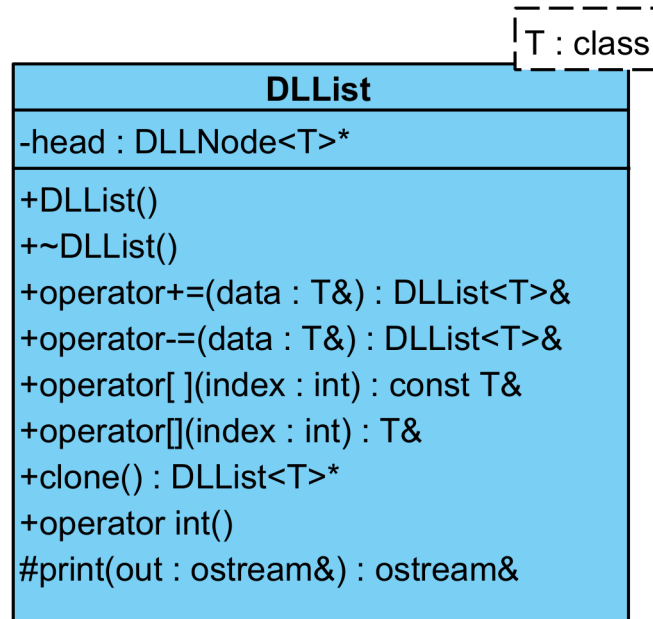 T : class
DLList
-head : DLLNode<T>*
+DLList()
+~DLList()
+operator+=(data : T&) : DLList<T>&
+operator-=(data : T&) : DLList<T>&
+operator[ ](index : int) : const T&
+operator[](index : int) : T&
+clone() : DLList<T>*
+operator int()
#print(out : ostream&) : ostream&